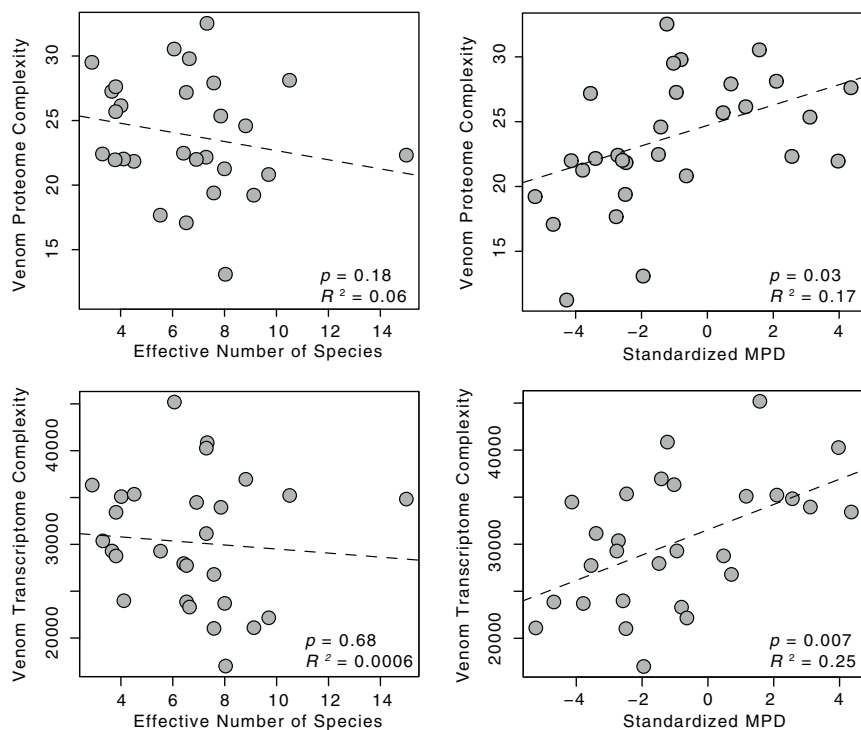 Venom Proteome Complexity
30
25
20
15
p = 0.18
R² = 0.06
4 6 8 10 12 14
Effective Number of Species
Venom Proteome Complexity
30
25
20
15
p = 0.03
R² = 0.17
−4 −2 0 2 4
Standardized MPD
Venom Transcriptome Complexity
40000
30000
20000
p = 0.68
R² = 0.0006
4 6 8 10 12 14
Effective Number of Species
Venom Transcriptome Complexity
40000
30000
20000
p = 0.007
R² = 0.25
−4 −2 0 2 4
Standardized MPD